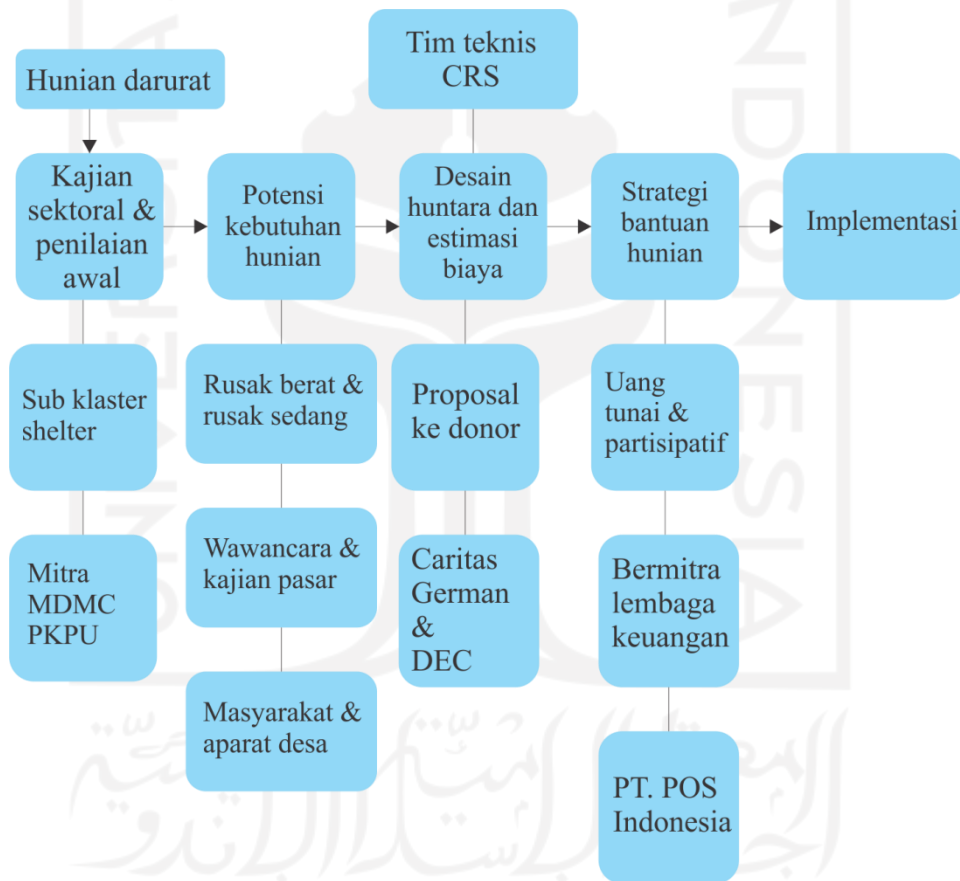 Tim teknis
CRS
Hunian darurat
Kajian
sektoral &
penilaian
awal
Potensi
kebutuhan
hunian
Desain
huntara dan
estimasi
biaya
Strategi
bantuan
hunian
Implementasi
Sub klaster
shelter
Rusak berat &
rusak sedang
Proposal
ke donor
Uang
tunai &
partisipatif
Mitra
MDMC
PKPU
Wawancara &
kajian pasar
Caritas
German
&
DEC
Bermitra
lembaga
keuangan
Masyarakat &
aparat desa
PT. POS
Indonesia
INDONESIA